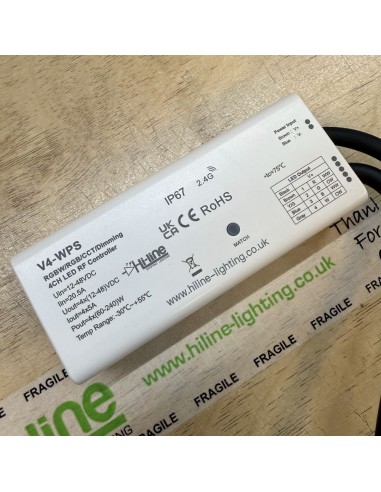 V4-WPS
RGBW/RGB/CCT/Dimming
4CH LED RF Controller
Uin=12-48VDC
Iin=20.5A
Uout=4x(12-48)VDC
Iout=4x5A
Pout=4x(60-240)W
Temp Range: -30°C~+50°C
Hi-Line
www.hiline-lighting.co.uk
IP67
2.4G
UK
CA
CE RoHS
MATCH
•tc=75°C
Power Input
Brown : V+
Blue : V-
LED Output
www.hiline-lighting.co.uk
hiline
FRAGILE
FRAGILE
FRAGILE
FRAGILE
FRAGILE
FRAGILE